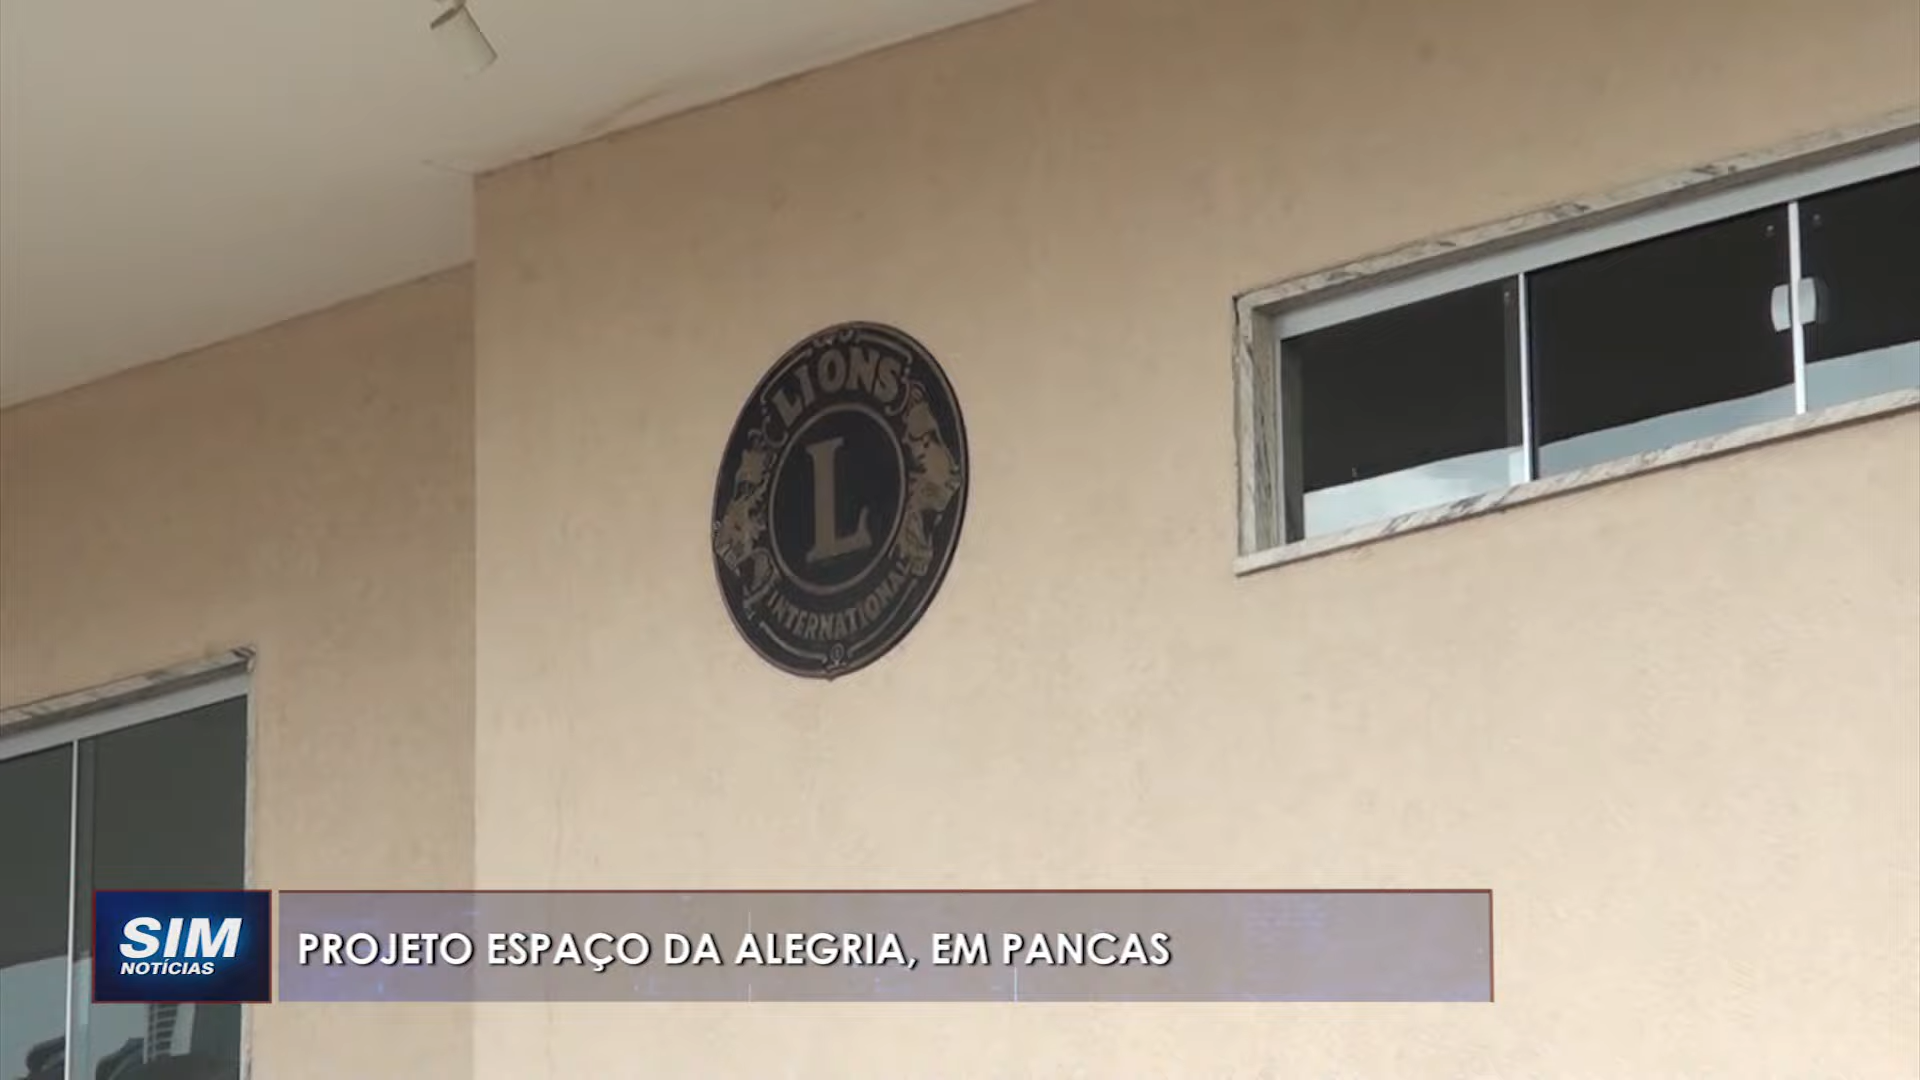 LIONS
L
INTERNATIONAL
SIM
NOTÍCIAS
PROJETO ESPAÇO DA ALEGRIA, EM PANCAS